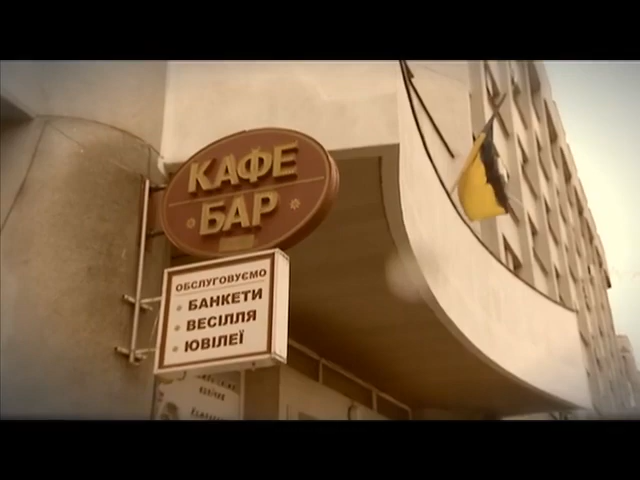 КАФЕ
БАР
ОБСЛУГОВУЄМО
• БАНКЕТИ
• ВЕСІЛЛЯ
• ЮВІЛЕЇ